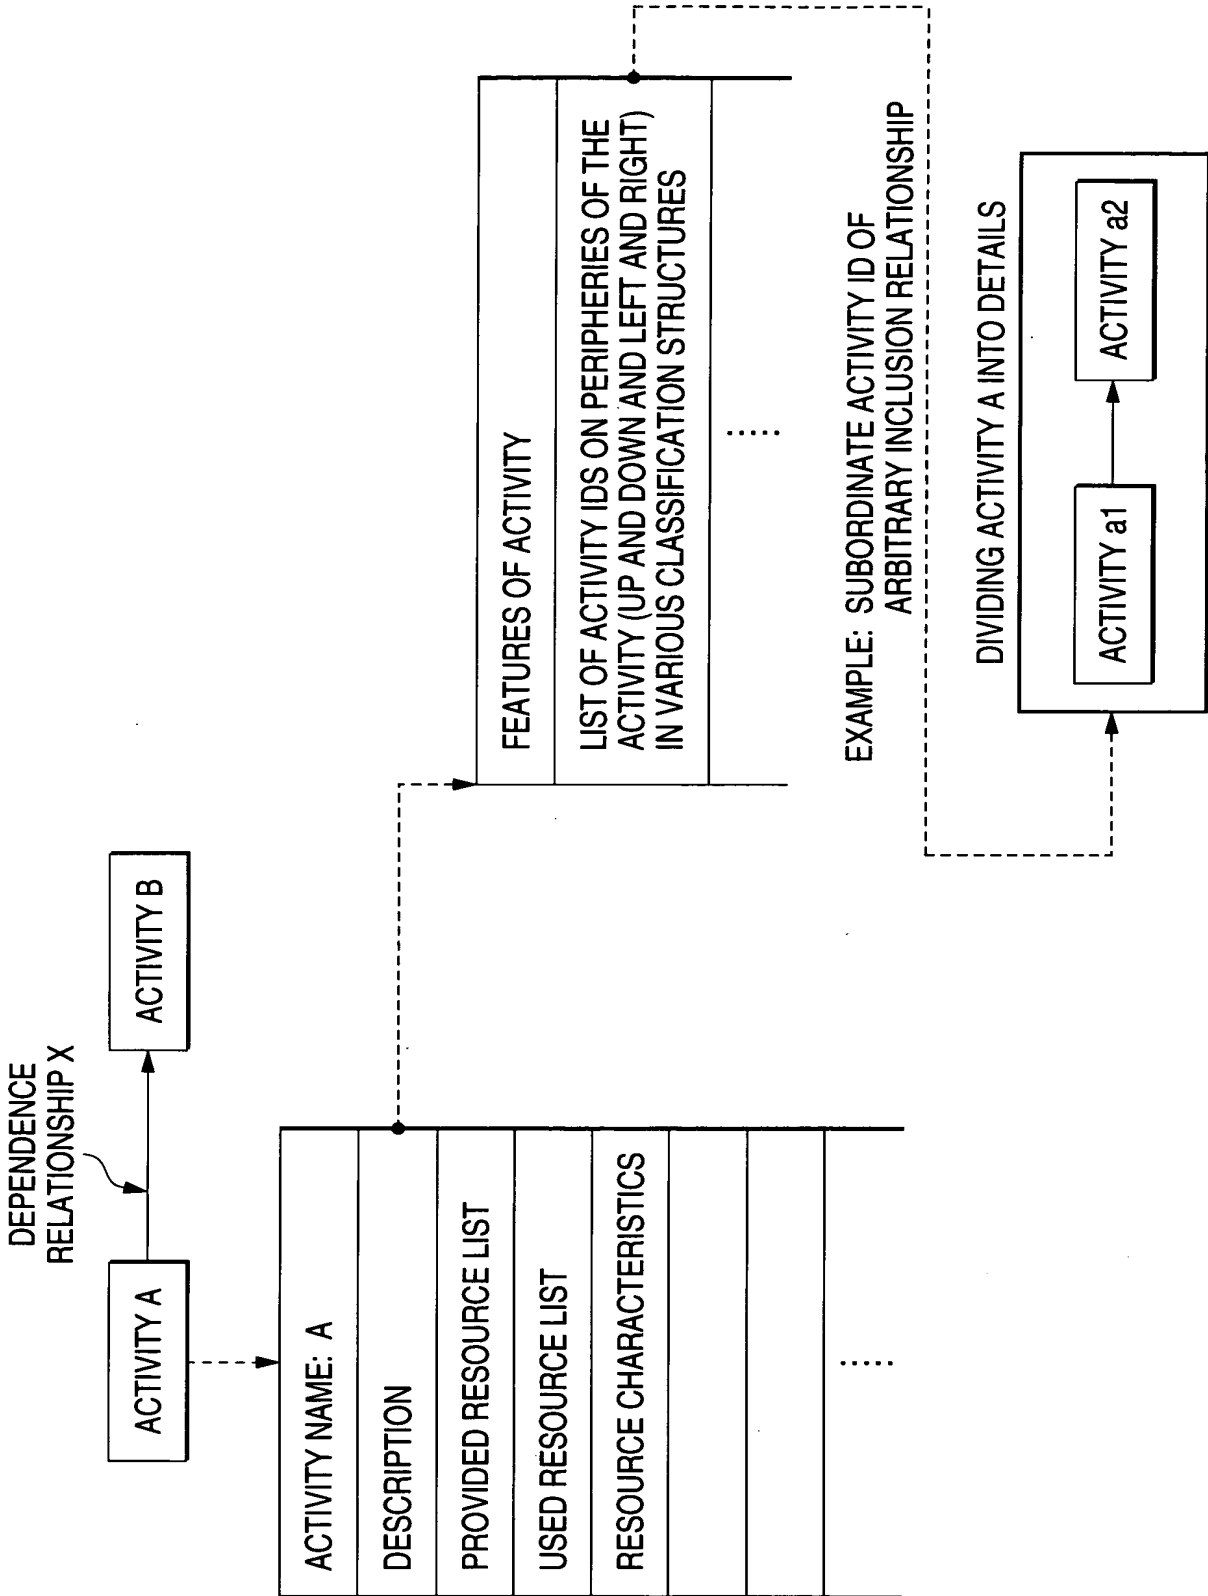 DEPENDENCE
RELATIONSHIP X
ACTIVITY A
ACTIVITY B
ACTIVITY NAME: A
DESCRIPTION
PROVIDED RESOURCE LIST
USED RESOURCE LIST
RESOURCE CHARACTERISTICS
.....
FEATURES OF ACTIVITY
LIST OF ACTIVITY IDS ON PERIPHERIES OF THE
ACTIVITY (UP AND DOWN AND LEFT AND RIGHT)
IN VARIOUS CLASSIFICATION STRUCTURES
.....
EXAMPLE: SUBORDINATE ACTIVITY ID OF
ARBITRARY INCLUSION RELATIONSHIP
DIVIDING ACTIVITY A INTO DETAILS
ACTIVITY a1
ACTIVITY a2